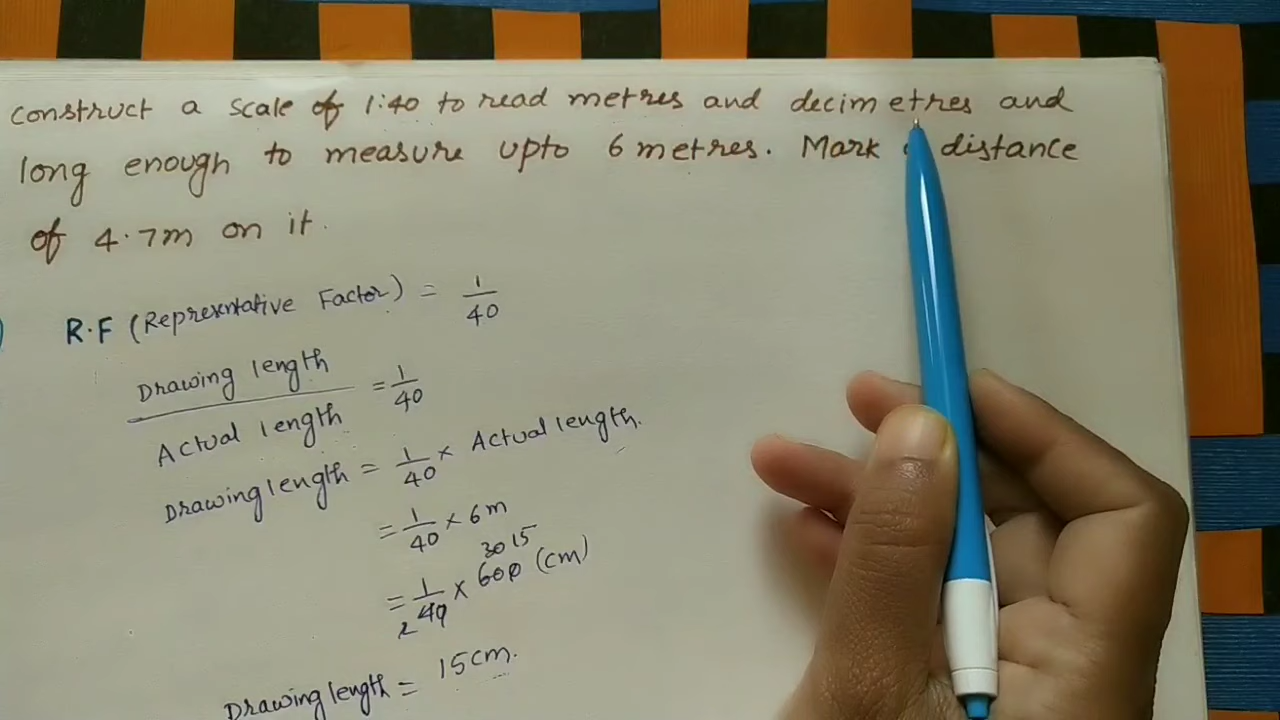 construct a scale of 1:40 to read metres and decimetres and
long enough to measure upto 6 metres. Mark distance
of 4.7m on it.
R.F (Representative Factor) = 1/40
Drawing length / Actual length = 1/40
Drawing length = 1/40 × Actual length.
= 1/40 × 6m
30 15
= 1/40 × 600 (cm)
2
Drawing length = 15cm.